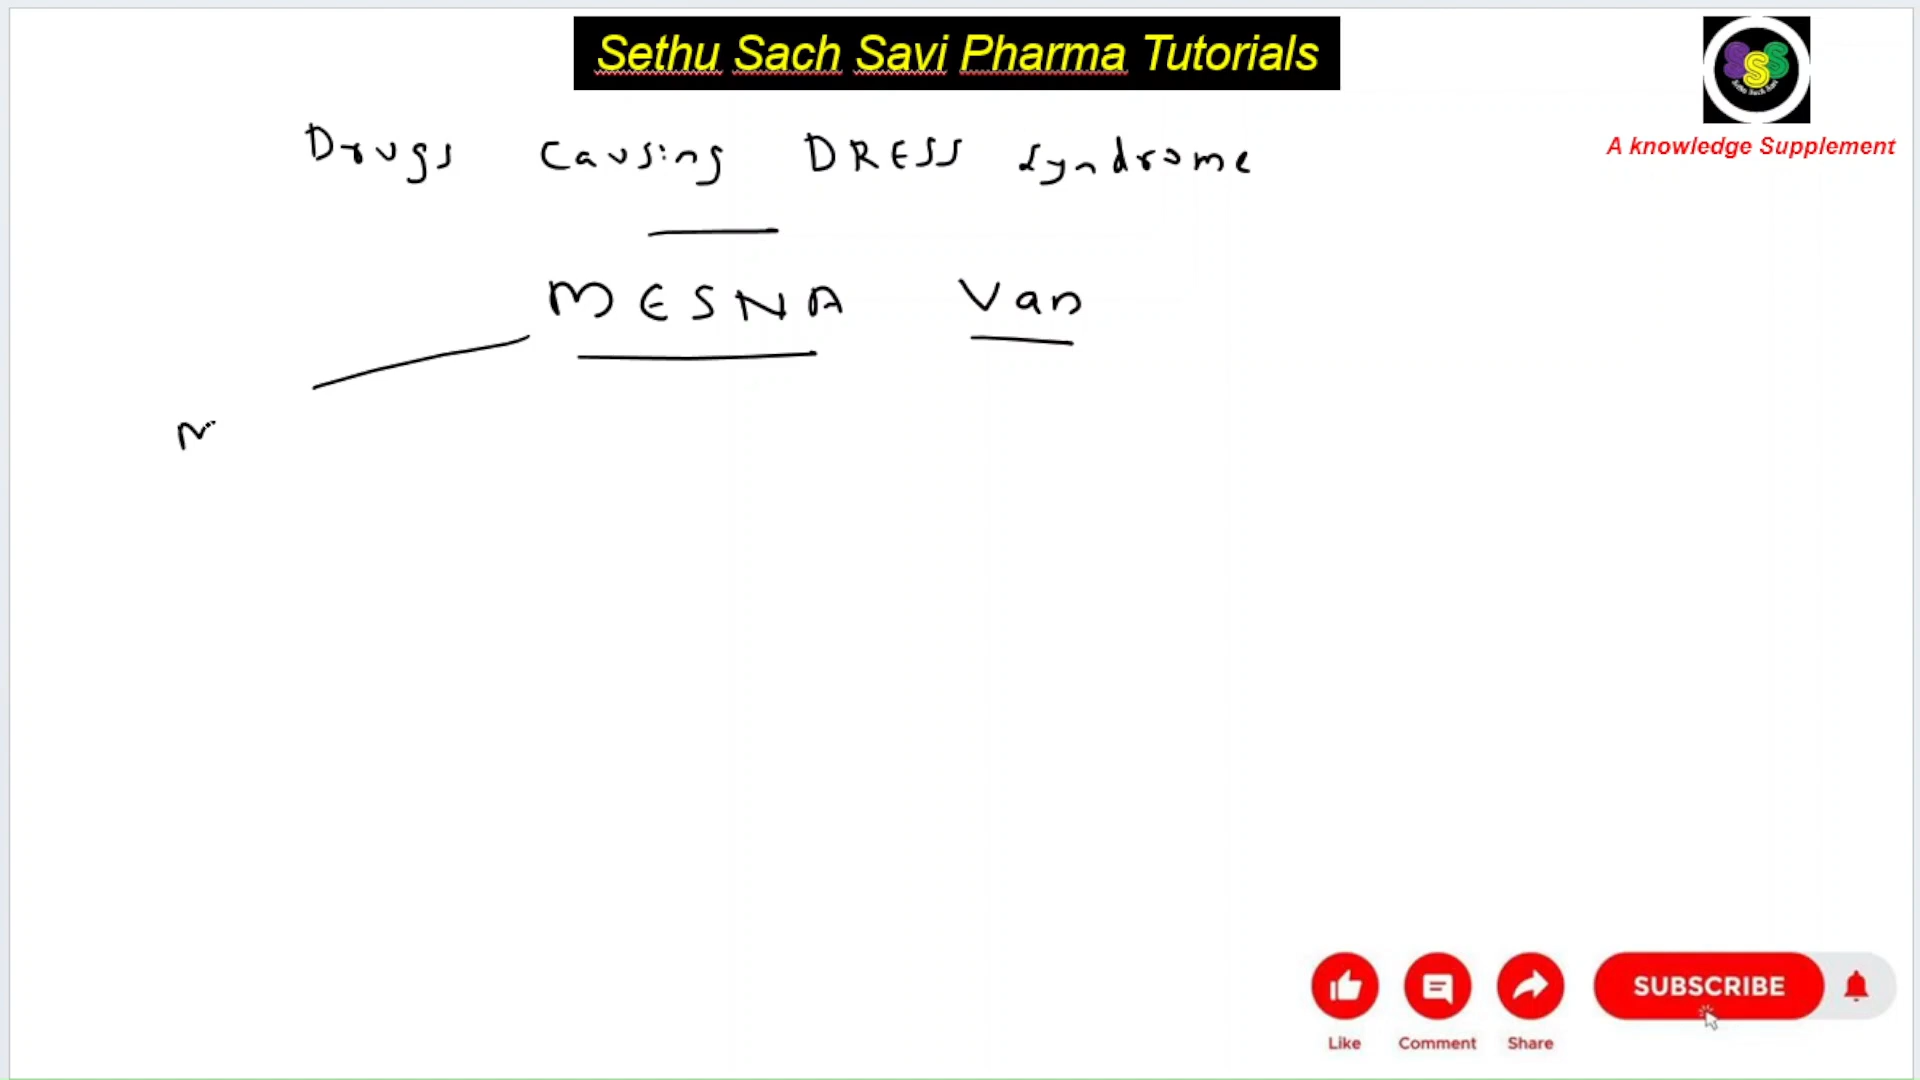 Sethu Sach Savi Pharma Tutorials
A knowledge Supplement
Drugs causing DRESS syndrome
MESNA Van
SUBSCRIBE
Like Comment Share